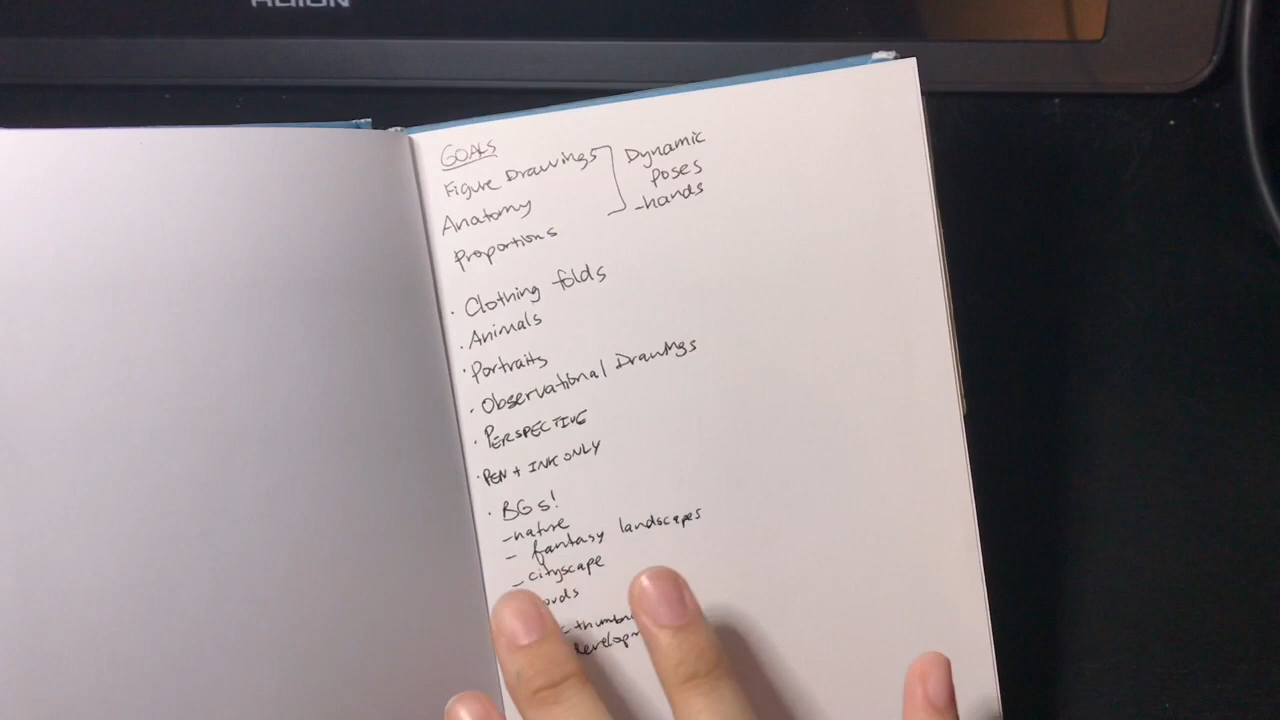 HUION
GOALS
Figure Drawings
Anatomy
Proportions
Dynamic
poses
-hands
· Clothing folds
· Animals
· Portraits
· Observational Drawings
· PERSPECTIVE
· PEN + INK ONLY
· BGs!
- nature
- fantasy landscapes
- cityscape